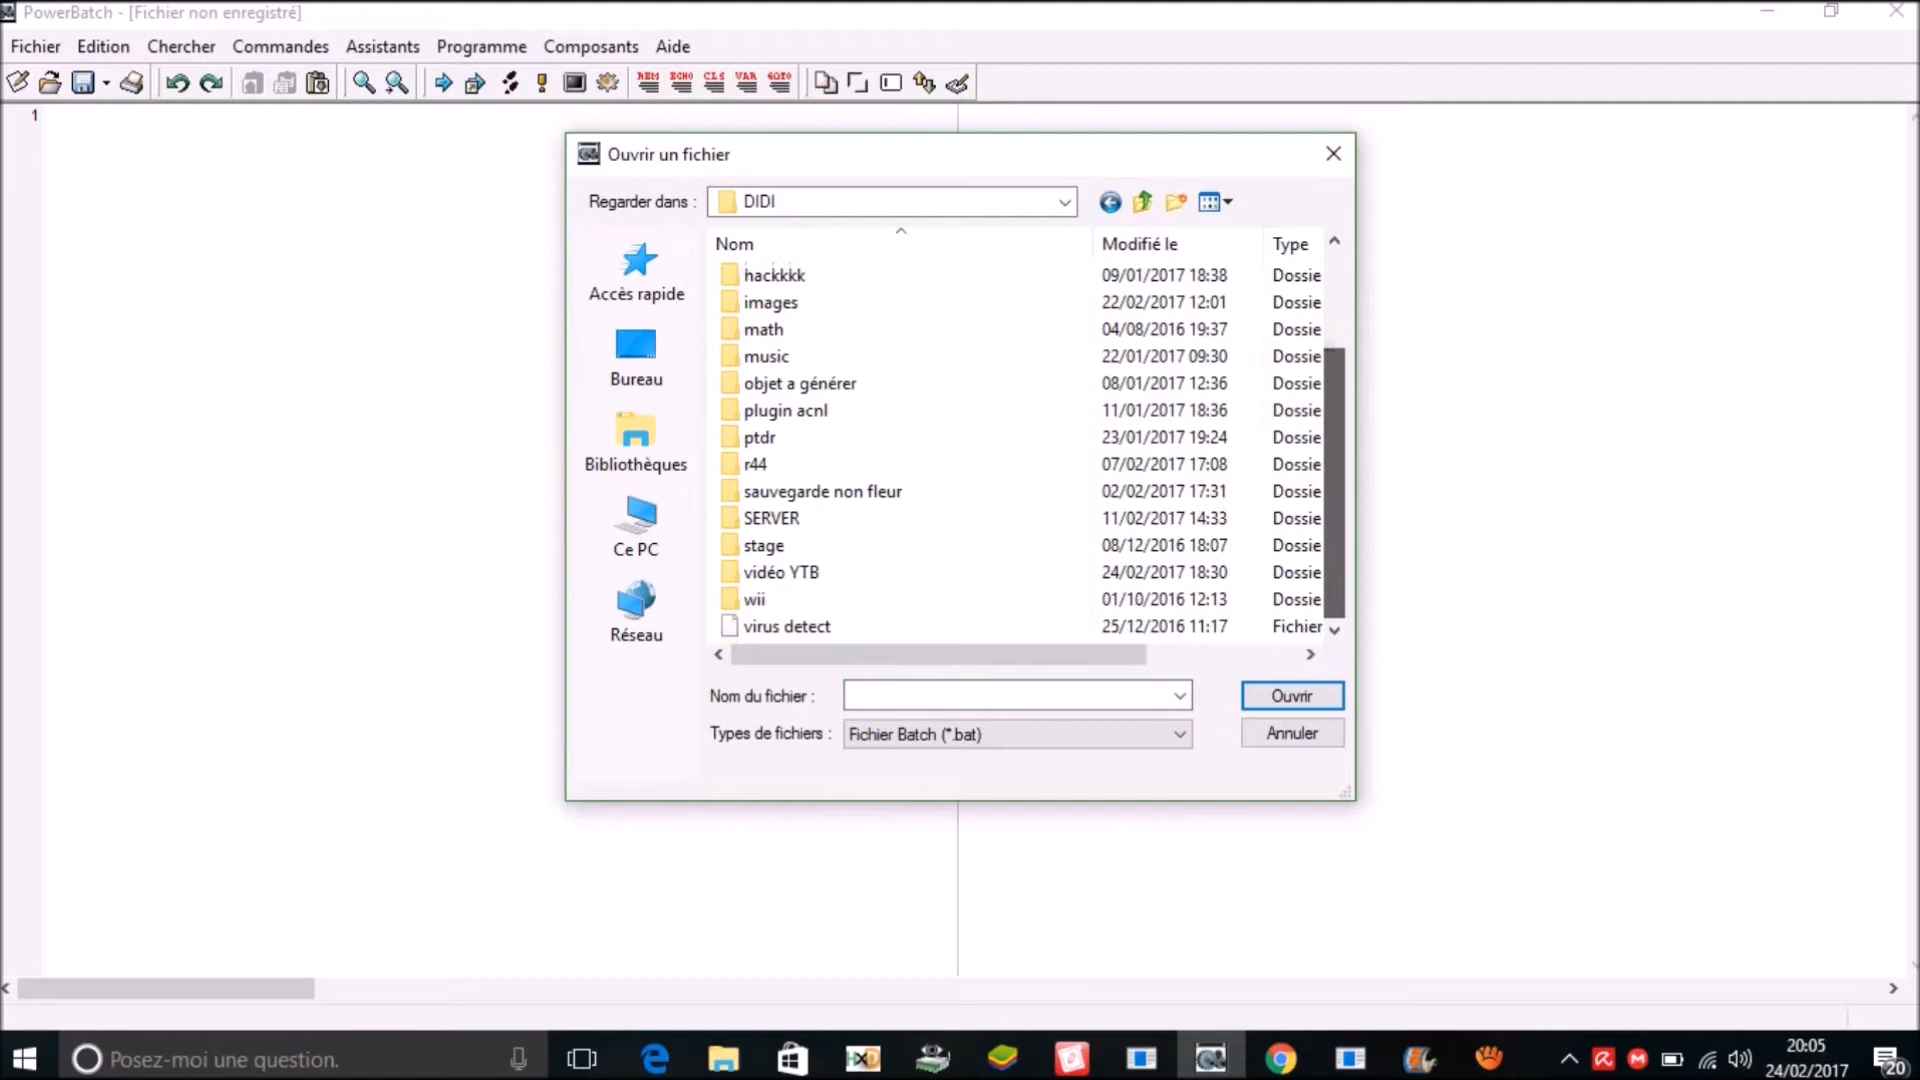 PowerBatch - [Fichier non enregistré]
Fichier Edition Chercher Commandes Assistants Programme Composants Aide
REM ECHO CLS VAR GOTO
1
Ouvrir un fichier
Regarder dans : DIDI
Nom Modifié le Type
hackkkk 09/01/2017 18:38 Dossie
images 22/02/2017 12:01 Dossie
math 04/08/2016 19:37 Dossie
music 22/01/2017 09:30 Dossie
objet a générer 08/01/2017 12:36 Dossie
plugin acnl 11/01/2017 18:36 Dossie
ptdr 23/01/2017 19:24 Dossie
r44 07/02/2017 17:08 Dossie
sauvegarde non fleur 02/02/2017 17:31 Dossie
SERVER 11/02/2017 14:33 Dossie
stage 08/12/2016 18:07 Dossie
vidéo YTB 24/02/2017 18:30 Dossie
wii 01/10/2016 12:13 Dossie
virus detect 25/12/2016 11:17 Fichier
Accès rapide
Bureau
Bibliothèques
Ce PC
Réseau
Nom du fichier : Ouvrir
Types de fichiers : Fichier Batch (*.bat) Annuler
Posez-moi une question.
20:05
24/02/2017
20